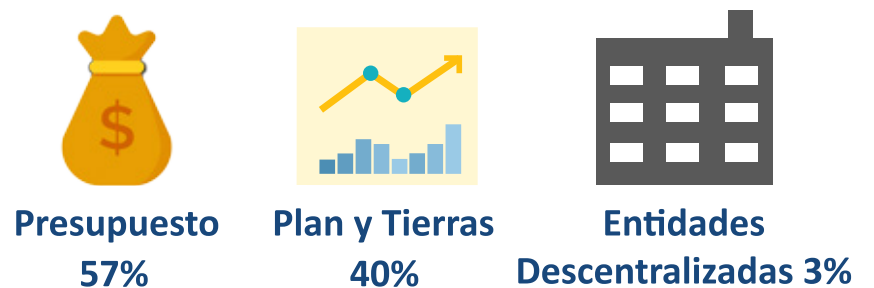 $
Presupuesto
57%
Plan y Tierras
40%
Entidades
Descentralizadas 3%